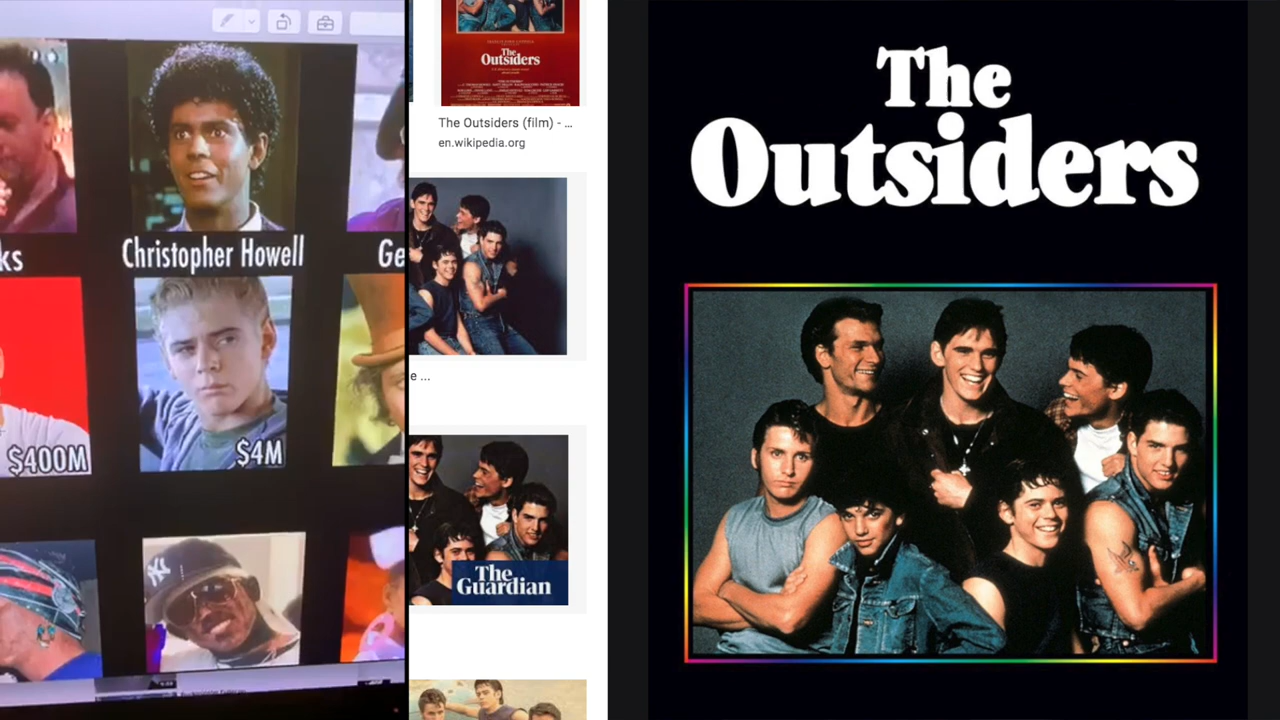 ks
Christopher Howell
Ge
$400M
$4M
The
Outsiders
The Outsiders (film) - ...
en.wikipedia.org
e ...
The
Guardian
The
Outsiders